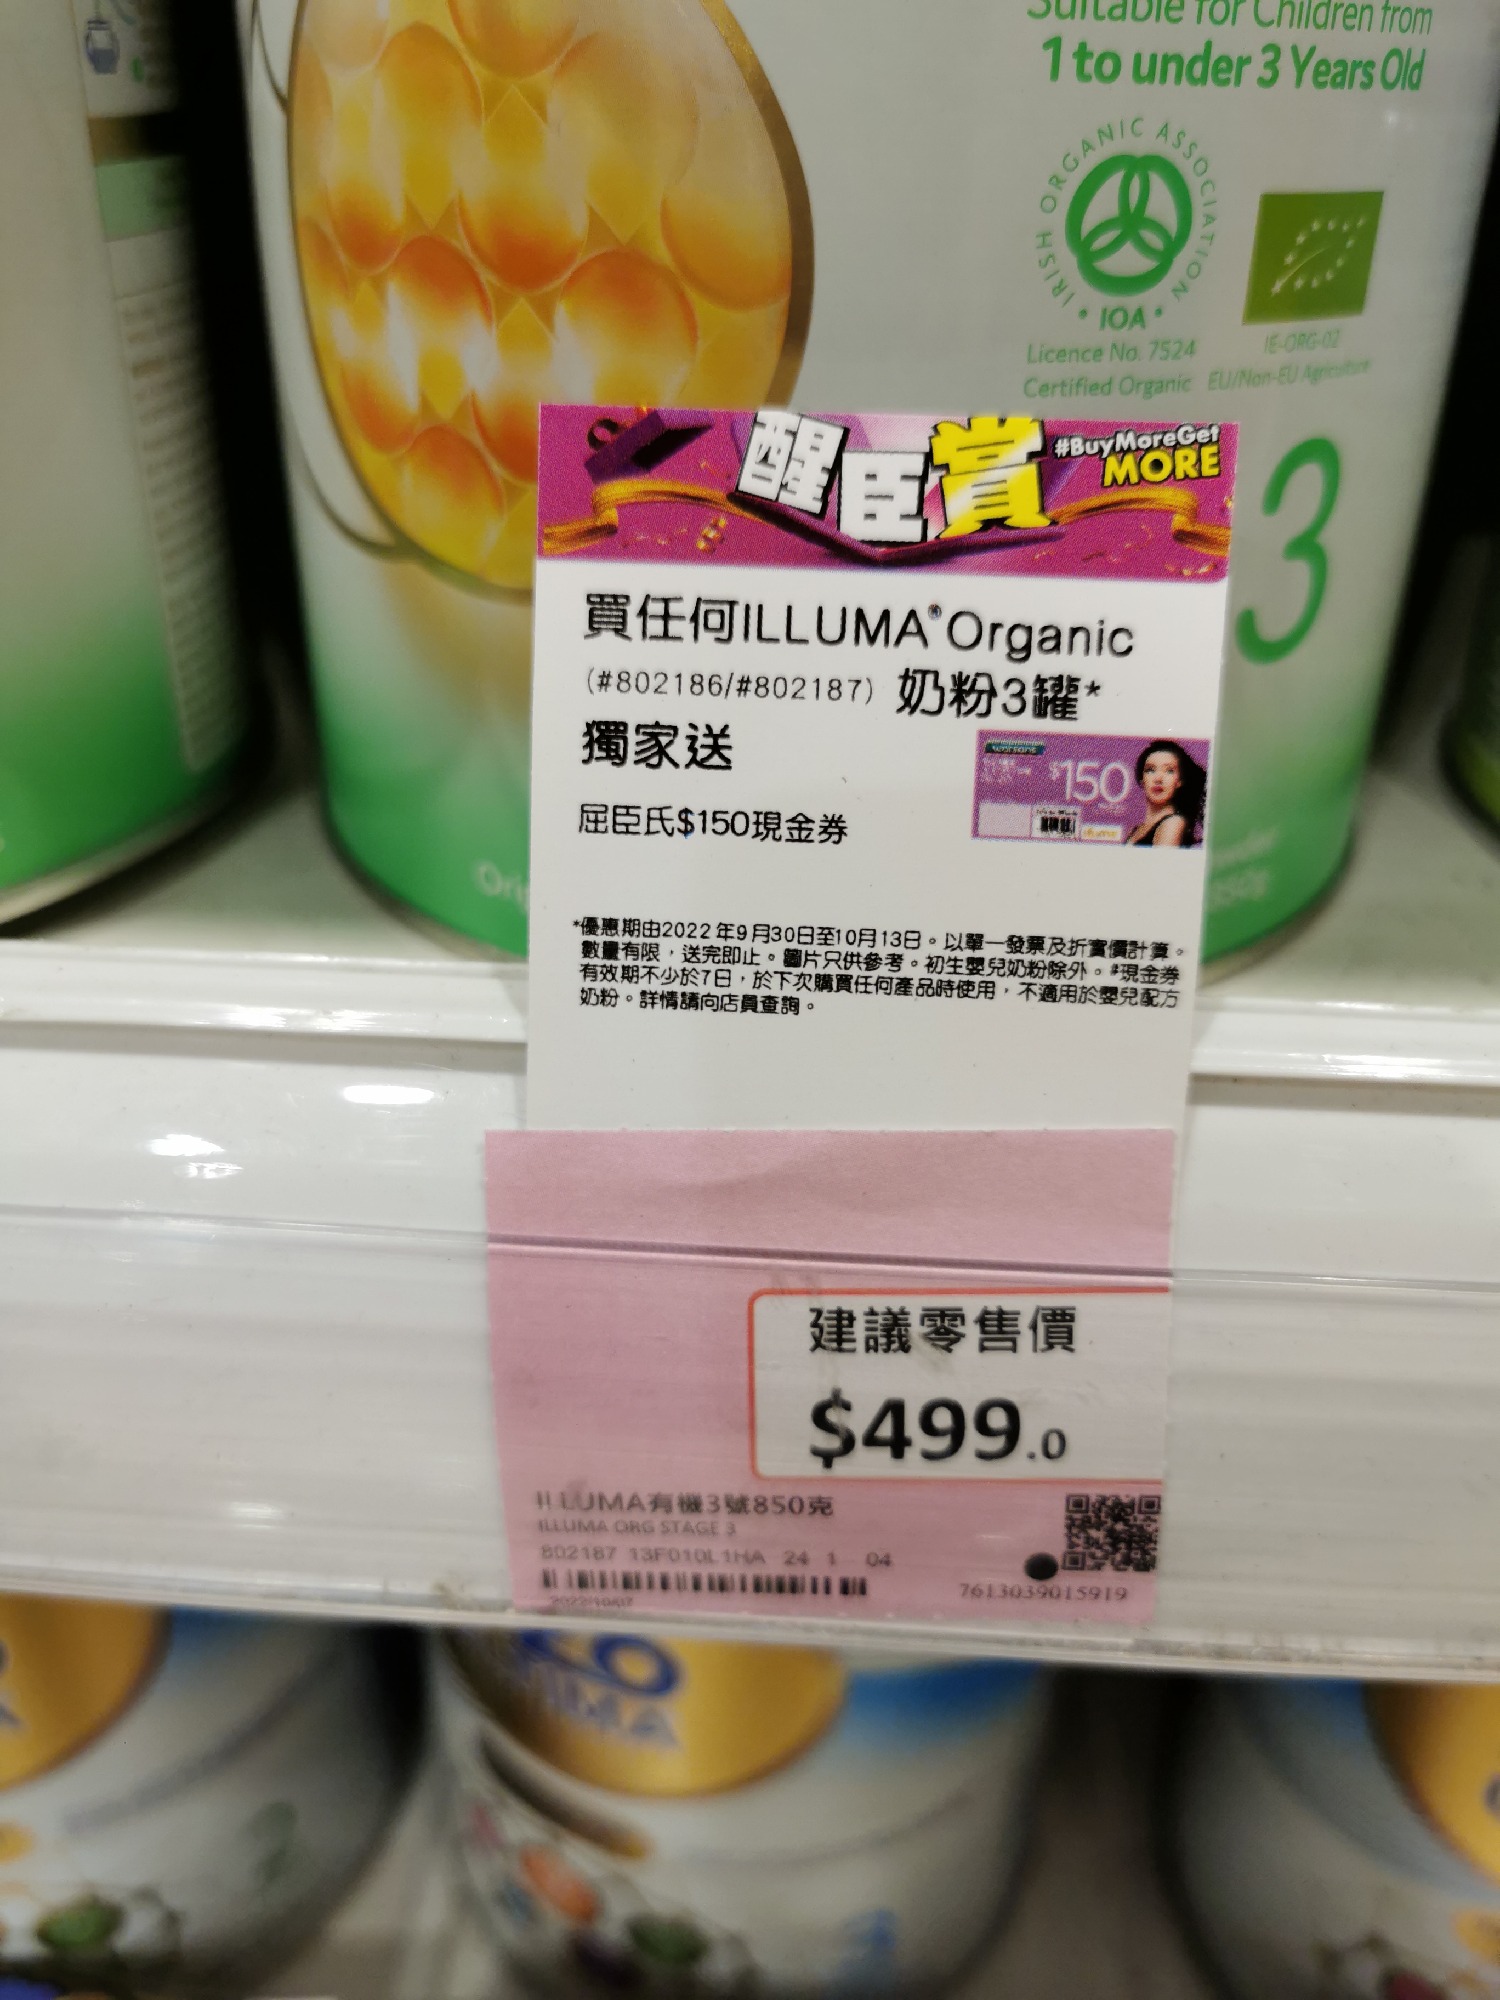 Suitable for Children from
1 to under 3 Years Old
IRISH ORGANIC ASSOCIATION
IOA
Licence No. 7524
Certified Organic
IE-ORG-02
EU/Non-EU Agriculture
3
醒臣賞
#BuyMoreGet
MORE
買任何ILLUMA®Organic
(#802186/#802187) 奶粉3罐*
獨家送
屈臣氏$150現金券
watsons
$150
illuma
*優惠期由2022年9月30日至10月13日。以單一發票及折實價計算。
數量有限,送完即止。圖片只供參考。初生嬰兒奶粉除外。#現金券
有效期不少於7日,於下次購買任何產品時使用,不適用於嬰兒配方
奶粉。詳情請向店員查詢。
850g
建議零售價
$499.0
ILLUMA有機3號850克
ILLUMA ORG STAGE 3
802187 13F010L1HA 24 1 04
7613039015919
2022/10/07